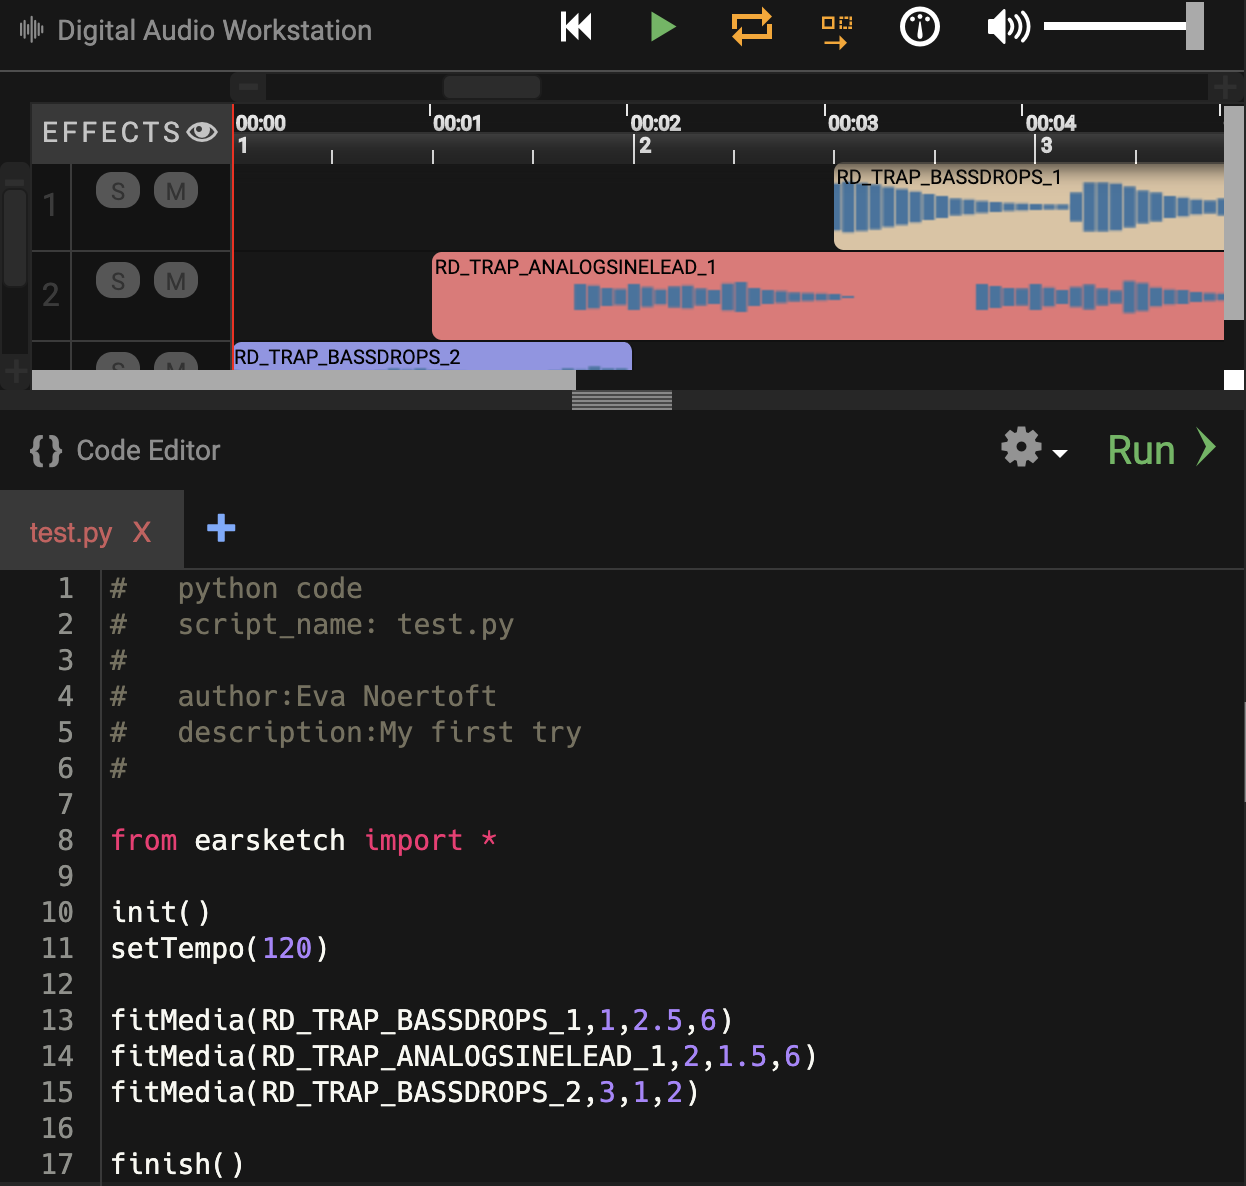 Digital Audio Workstation
EFFECTS
00:00 00:01 00:02 00:03 00:04
1 2 3
1 S M RD_TRAP_BASSDROPS_1
2 S M RD_TRAP_ANALOGSINELEAD_1
S M RD_TRAP_BASSDROPS_2
{} Code Editor
Run
test.py X
1 #   python code
2 #   script_name: test.py
3 #
4 #   author:Eva Noertoft
5 #   description:My first try
6 #
7
8 from earsketch import *
9
10 init()
11 setTempo(120)
12
13 fitMedia(RD_TRAP_BASSDROPS_1,1,2.5,6)
14 fitMedia(RD_TRAP_ANALOGSINELEAD_1,2,1.5,6)
15 fitMedia(RD_TRAP_BASSDROPS_2,3,1,2)
16
17 finish()